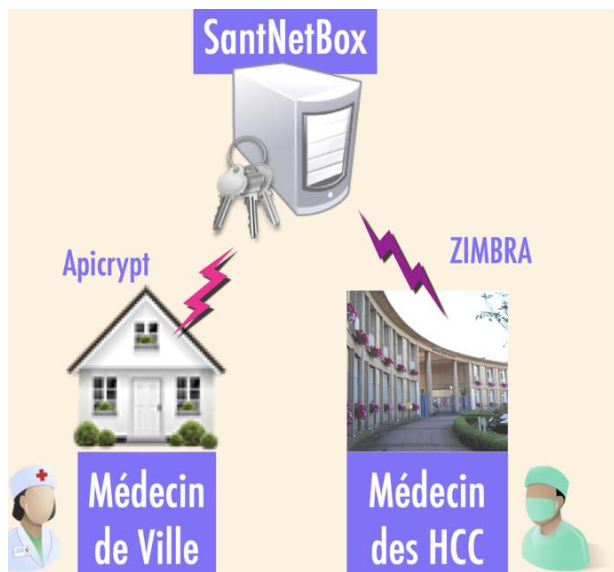 SantNetBox
Apicrypt
ZIMBRA
Médecin
de Ville
Médecin
des HCC